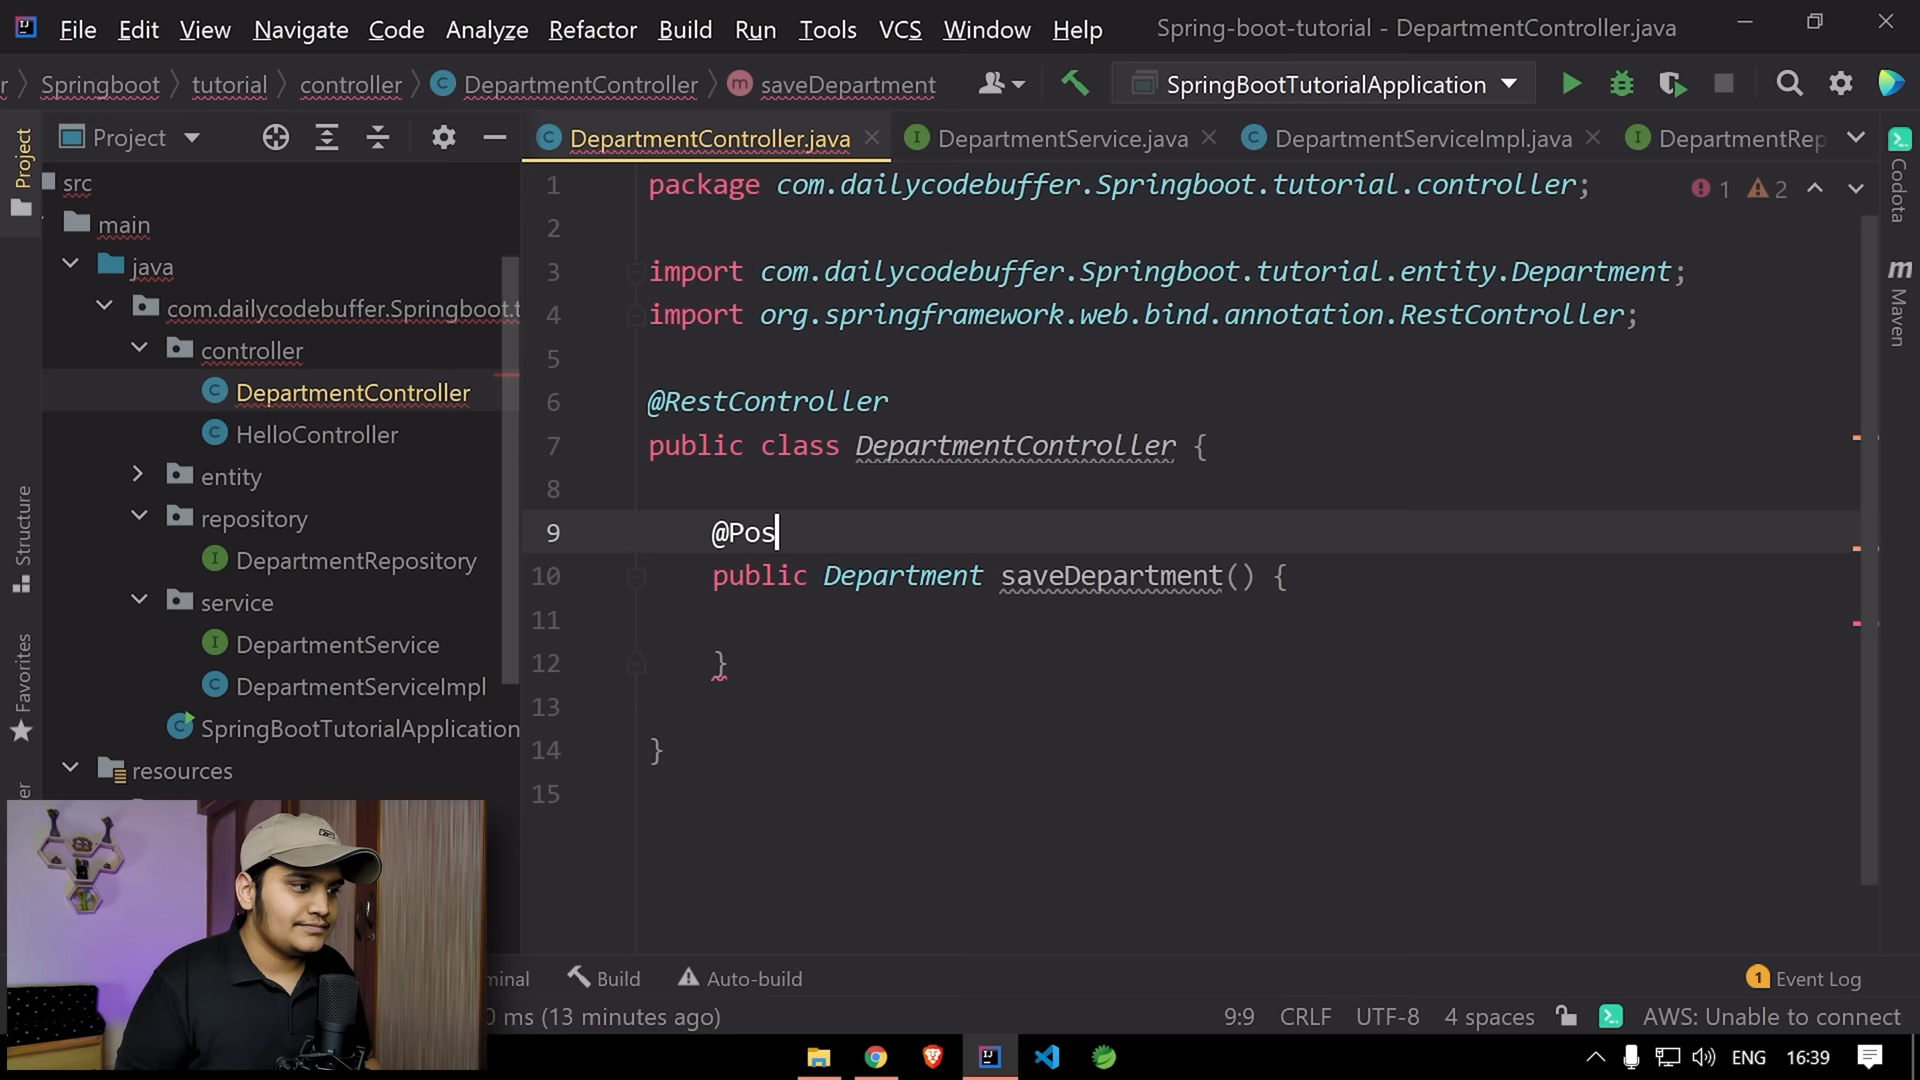 File Edit View Navigate Code Analyze Refactor Build Run Tools VCS Window Help Spring-boot-tutorial - DepartmentController.java
r Springboot tutorial controller DepartmentController saveDepartment SpringBootTutorialApplication
Project
DepartmentController.java DepartmentService.java DepartmentServiceImpl.java DepartmentRep
Project
Structure
Favorites
src
main
java
com.dailycodebuffer.Springboot.t
controller
DepartmentController
HelloController
entity
repository
DepartmentRepository
service
DepartmentService
DepartmentServiceImpl
SpringBootTutorialApplication
resources
1 package com.dailycodebuffer.Springboot.tutorial.controller;
1 2
2
3 import com.dailycodebuffer.Springboot.tutorial.entity.Department;
4 import org.springframework.web.bind.annotation.RestController;
5
6 @RestController
7 public class DepartmentController {
8
9 @Pos
10 public Department saveDepartment() {
11
12 }
13
14 }
15
Codota
Maven
minal Build Auto-build 1 Event Log
0 ms (13 minutes ago) 9:9 CRLF UTF-8 4 spaces AWS: Unable to connect
ENG 16:39